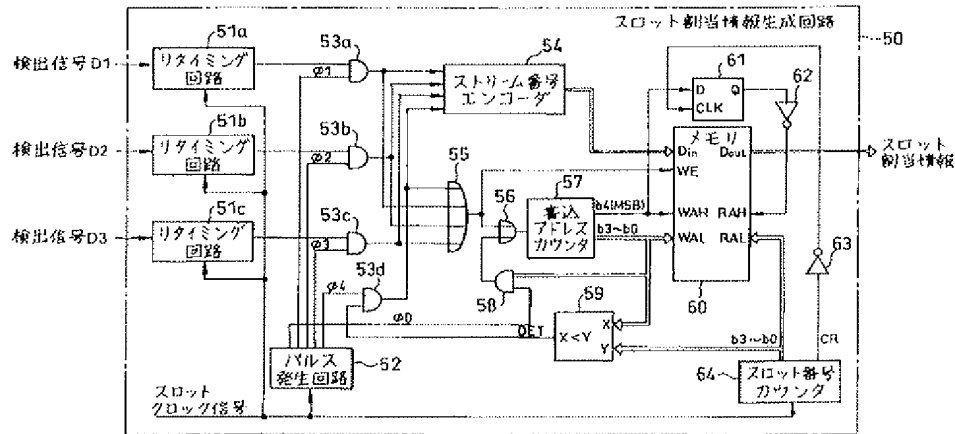 スロット割当情報生成回路
50
51a
検出信号D1
リタイミング
回路
53a
ø1
54
ストリーム番号
エンコーダ
61
D
Q
CLK
62
51b
検出信号D2
リタイミング
回路
53b
ø2
55
メモリ
Din
Dout
WE
WAH
RAH
WAL
RAL
60
スロット
割当情報
56
57
書込
アドレス
カウンタ
b4(MSB)
b3~b0
51c
検出信号D3
リタイミング
回路
53c
ø3
53d
ø4
ø0
58
DET
59
X
X<Y
Y
63
b3~b0
CR
パルス
発生回路
52
64
スロット番号
カウンタ
スロット
クロック信号